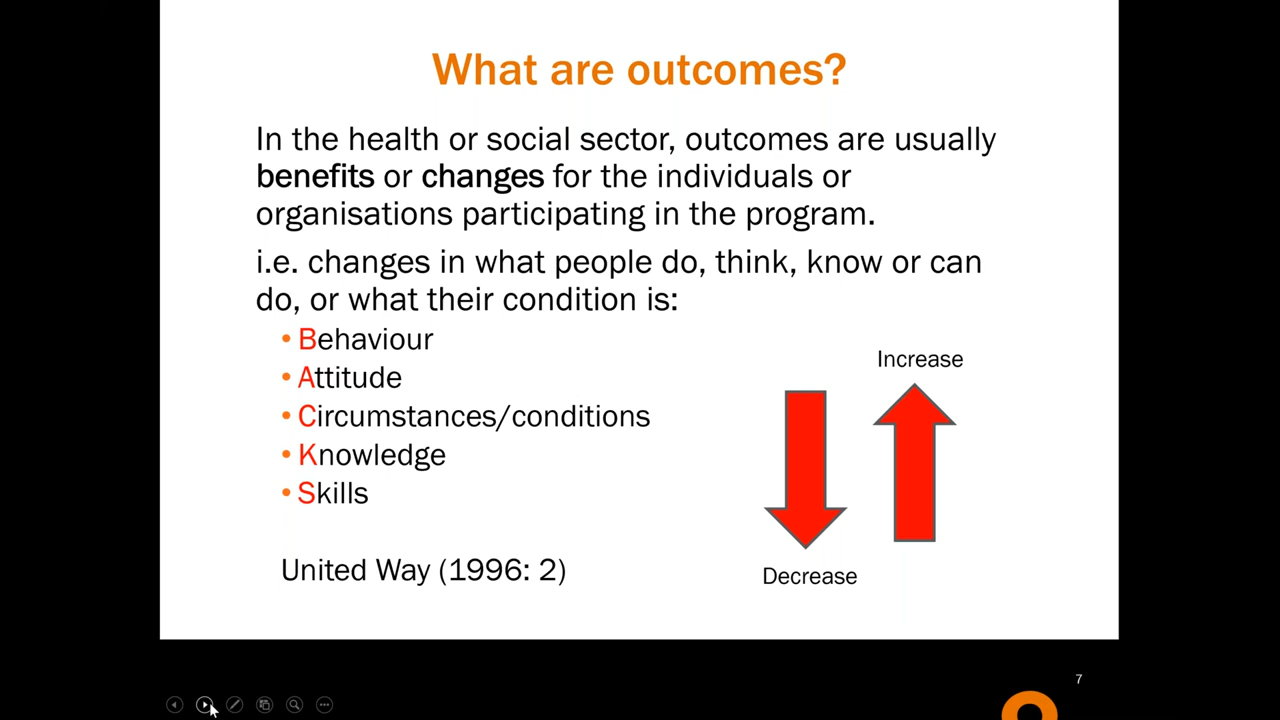 What are outcomes?
In the health or social sector, outcomes are usually
benefits or changes for the individuals or
organisations participating in the program.
i.e. changes in what people do, think, know or can
do, or what their condition is:
• Behaviour
• Attitude
• Circumstances/conditions
• Knowledge
• Skills
United Way (1996: 2)
Increase
Decrease
7